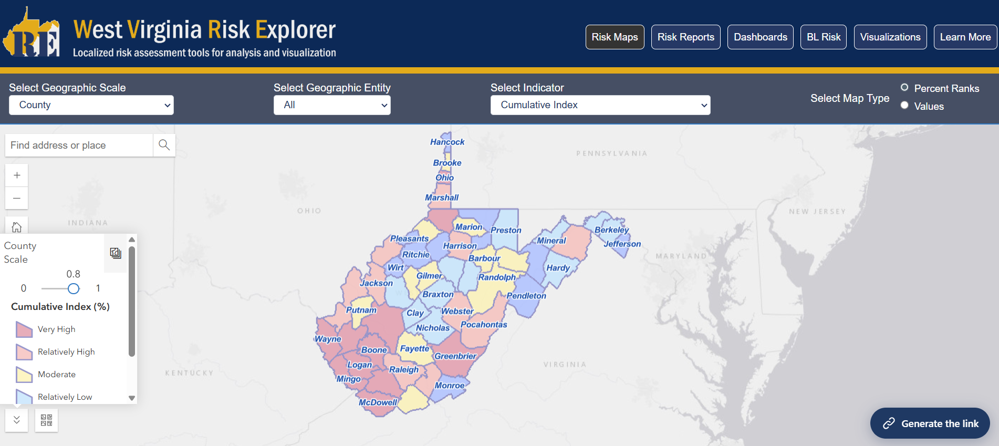 RE
West Virginia Risk Explorer
Localized risk assessment tools for analysis and visualization
Risk Maps
Risk Reports
Dashboards
BL Risk
Visualizations
Learn More
Select Geographic Scale
County
Select Geographic Entity
All
Select Indicator
Cumulative Index
Select Map Type
Percent Ranks
Values
Find address or place
+
−
County
Scale
0.8
0
1
Cumulative Index (%)
Very High
Relatively High
Moderate
Relatively Low
Hancock
PENNSYLVANIA
Brooke
Ohio
Marshall
OHIO
NEW JERSEY
INDIANA
Marion
Preston
Berkeley
Pleasants
Mineral
Jefferson
Harrison
Ritchie
Barbour
MARYLAND
Wirt
Hardy
Gilmer
Randolph
Jackson
Braxton
Pendleton
Putnam
Clay
Webster
Pocahontas
Nicholas
Wayne
Boone
Fayette
Greenbrier
Logan
Raleigh
VIRGINIA
KENTUCKY
Mingo
Monroe
McDowell
Generate the link